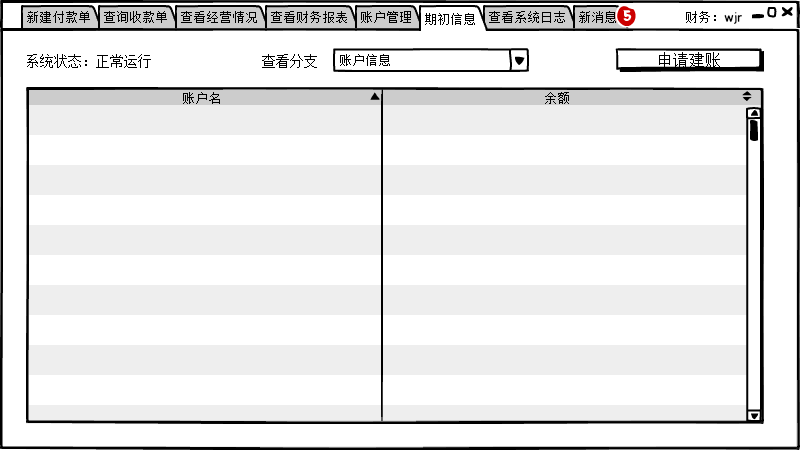 新建付款单 查询收款单 查看经营情况 查看财务报表 账户管理 期初信息 查看系统日志 新消息 5 财务：wjr
系统状态：正常运行 查看分支 账户信息 申请建账
账户名 余额